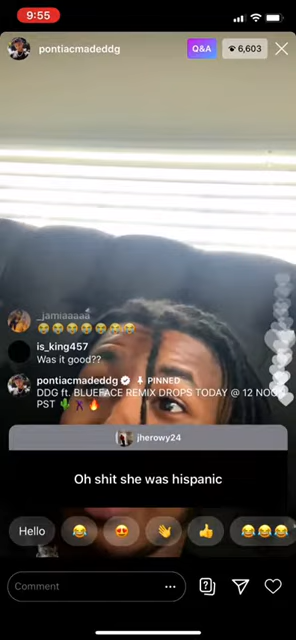 9:55
pontiacmadeddg
Q&A
6,603
_jamiaaaaa
😭😭😭😭😭😭😭
is_king457
Was it good??
pontiacmadeddg PINNED
DDG ft. BLUEFACE REMIX DROPS TODAY @ 12 NOON
PST 🌵🔥
jherowy24
Oh shit she was hispanic
Hello 😂 😍 👋 👍 😂😂😂
Comment